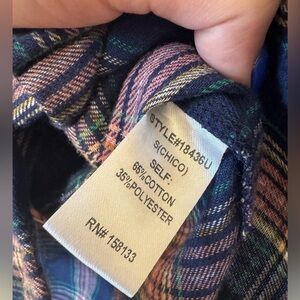 STYLE#18436U
S(CHICO)
SELF:
65%COTTON
35%POLYESTER
RN# 158133